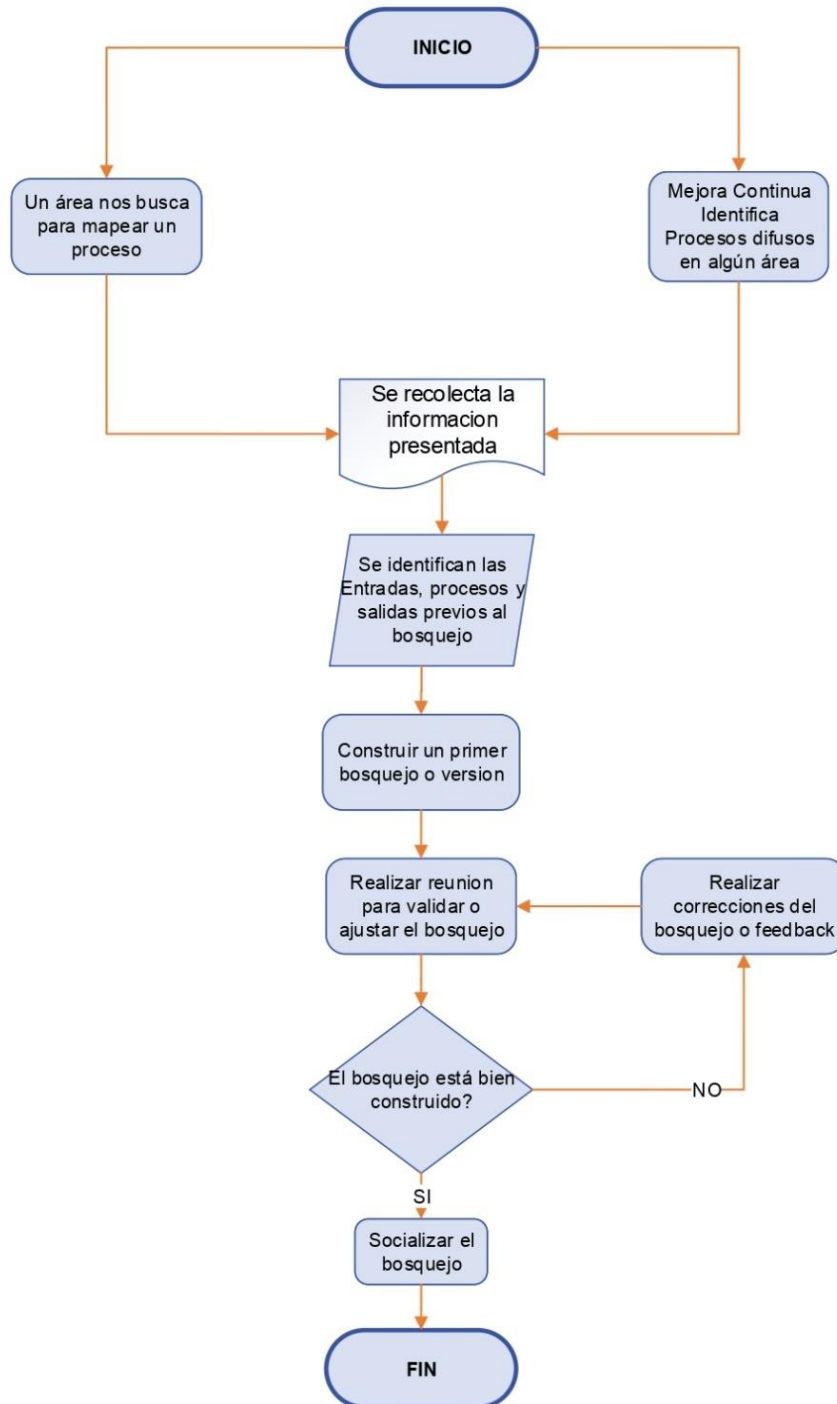 INICIO
Un área nos busca
para mapear un
proceso
Mejora Continua
Identifica
Procesos difusos
en algún área
Se recolecta la
informacion
presentada
Se identifican las
Entradas, procesos y
salidas previos al
bosquejo
Construir un primer
bosquejo o version
Realizar reunion
para validar o
ajustar el bosquejo
Realizar
correcciones del
bosquejo o feedback
El bosquejo está bien
construido?
NO
SI
Socializar el
bosquejo
FIN